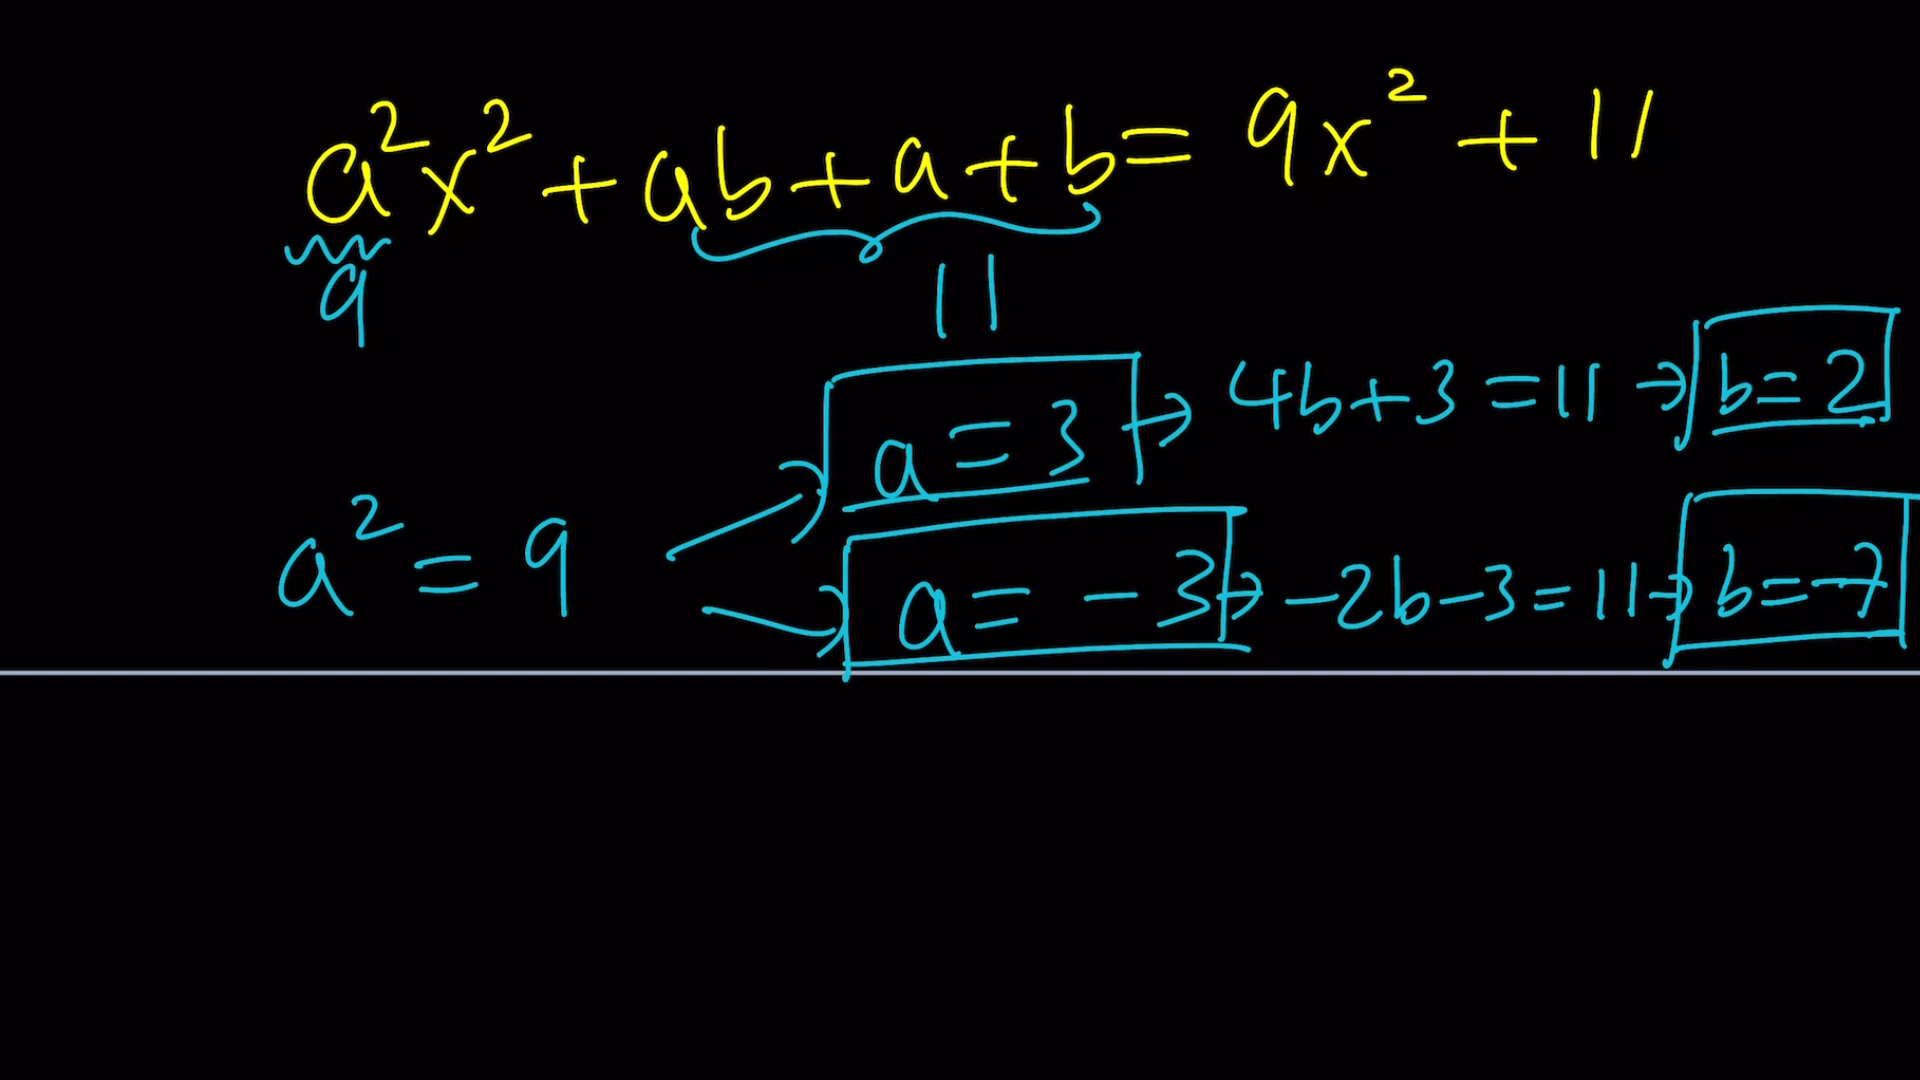 a²x² + ab + a + b = 9x² + 11
9 11
a = 3 → 4b + 3 = 11 → b = 2
a² = 9
a = -3 → -2b - 3 = 11 → b = -7